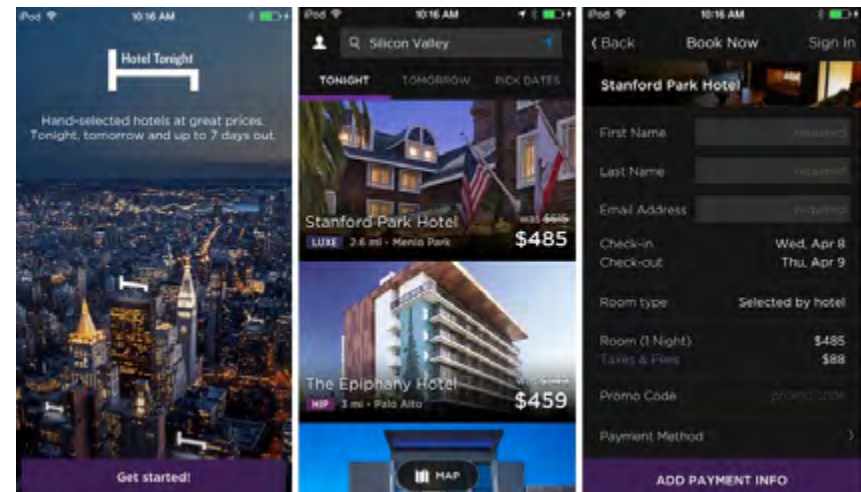 iPod 10:16 AM
Hotel Tonight
Hand-selected hotels at great prices.
Tonight, tomorrow and up to 7 days out.
Get started!
iPod 10:16 AM
Silicon Valley
TONIGHT TOMORROW PICK DATES
Stanford Park Hotel was $615
LUXE 2.6 mi - Menlo Park $485
The Epiphany Hotel was
HIP 3 mi - Palo Alto $459
MAP
iPod 10:16 AM
Back Book Now Sign in
Stanford Park Hotel
First Name required
Last Name required
Email Address required
Check-in Wed, Apr 8
Check-out Thu, Apr 9
Room type Selected by hotel
Room (1 Night) $485
Taxes & Fees $88
Promo Code promo code
Payment Method
ADD PAYMENT INFO